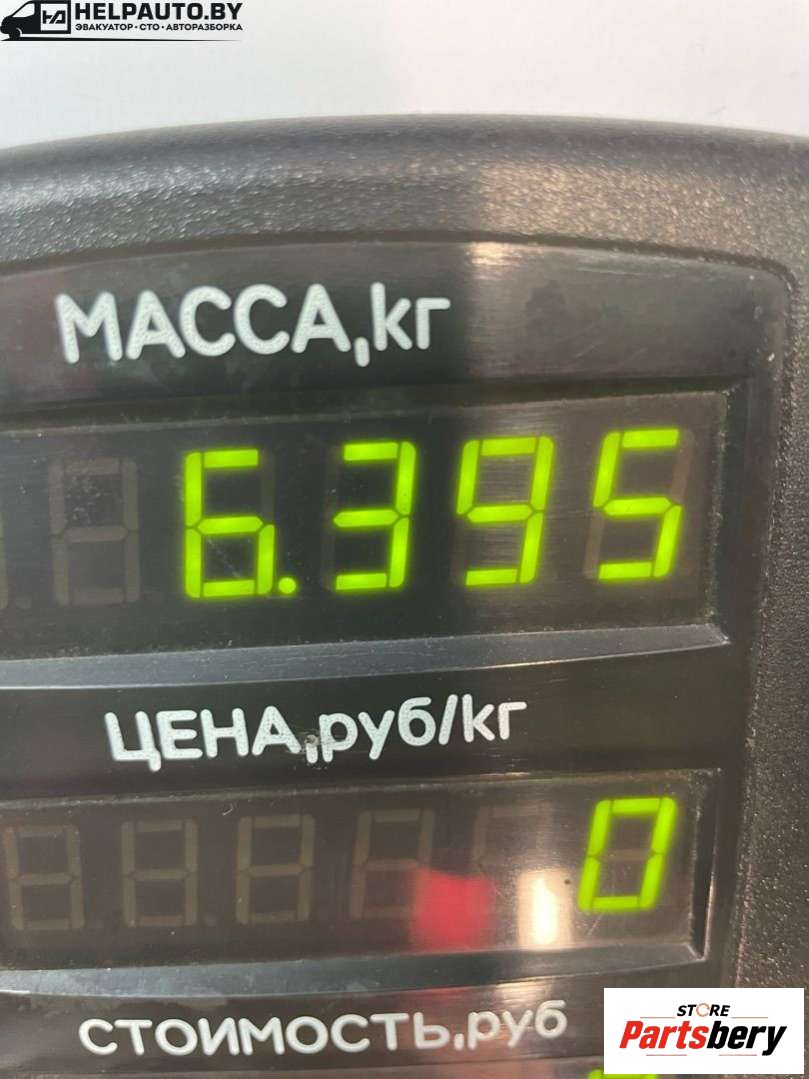 HELPAUTO.BY
ЭВАКУАТОР • СТО • АВТОРАЗБОРКА
МАССА,кг
6.395
ЦЕНА,руб/кг
0
СТОИМОСТЬ,руб
STORE
Partsbery